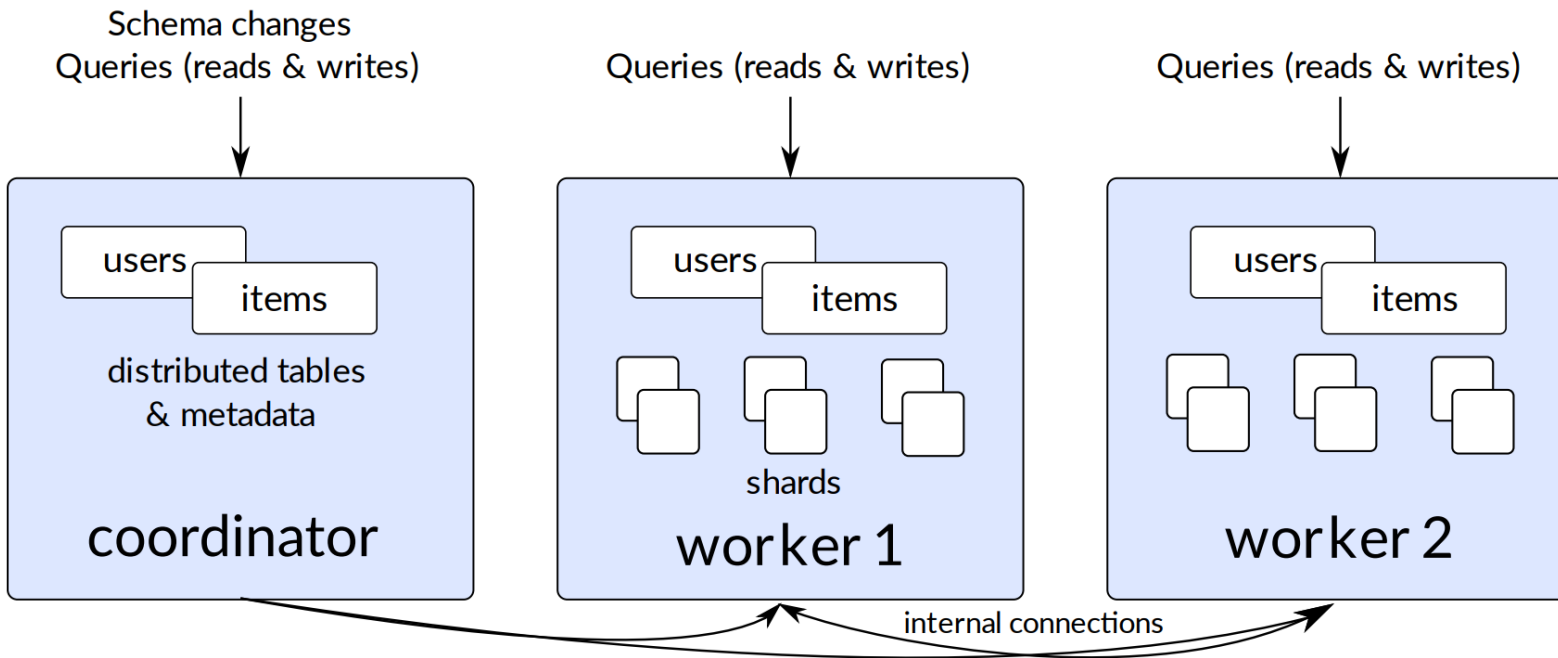 Schema changes
Queries (reads & writes)
Queries (reads & writes)
Queries (reads & writes)
users
items
distributed tables
& metadata
coordinator
users
items
shards
worker 1
users
items
worker 2
internal connections